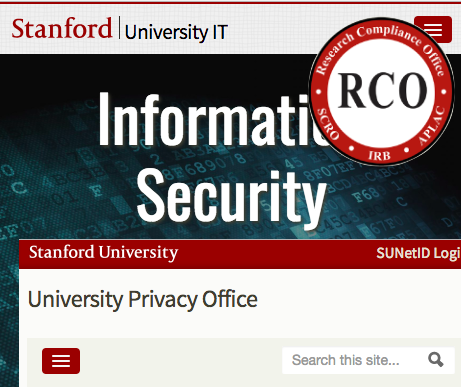 Stanford University IT
Research Compliance Office
RCO
SCRO · IRB · APLAC
Informati
Security
Stanford University SUNetID Logi
University Privacy Office
Search this site...